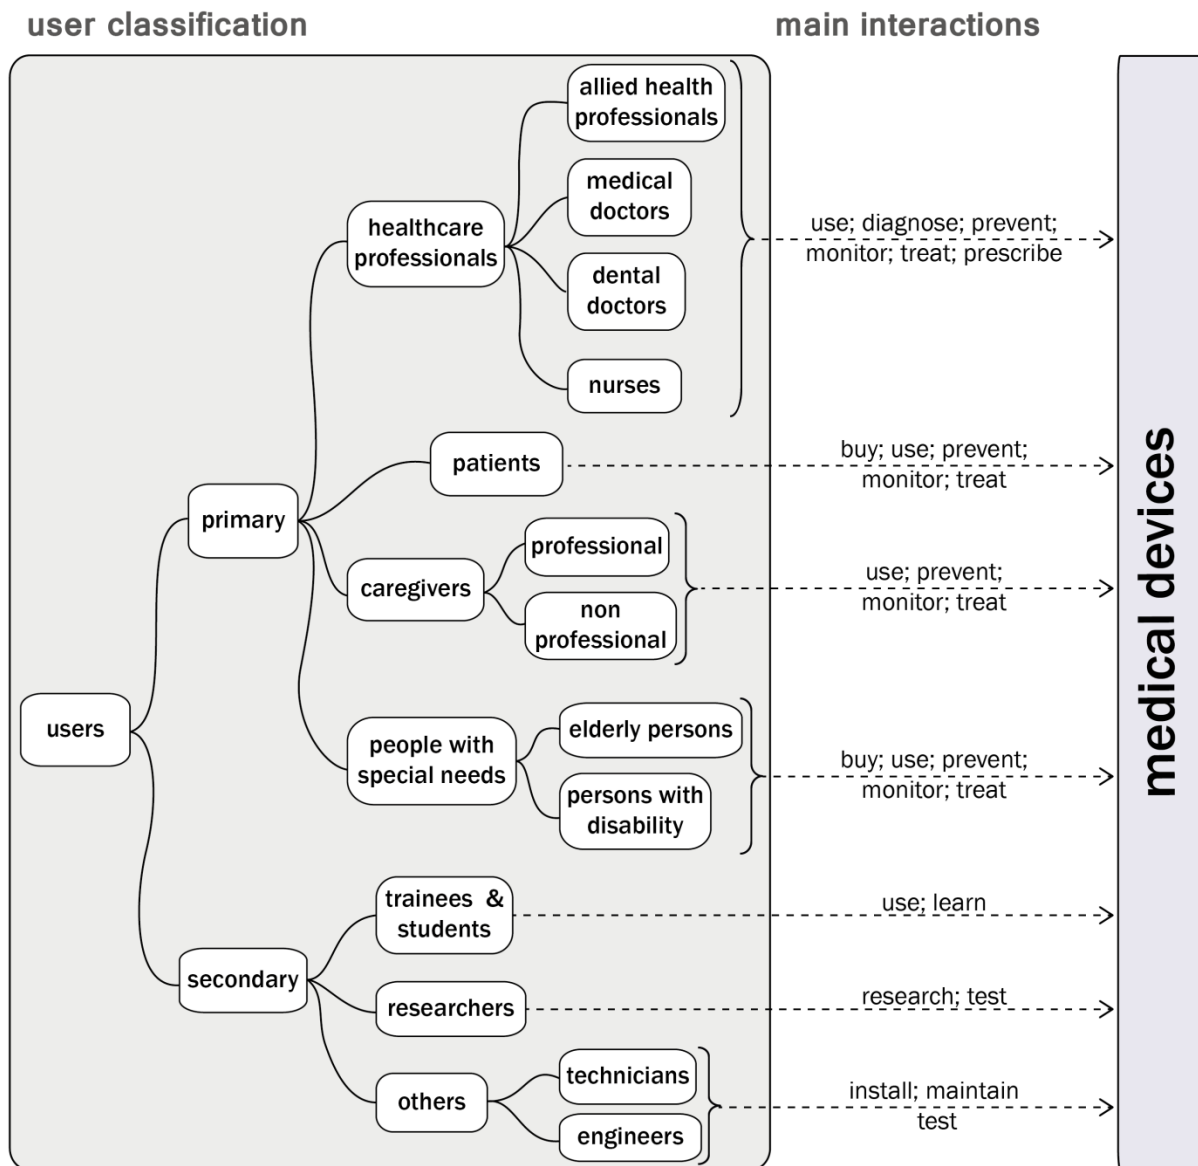 user classification
main interactions
allied health
professionals
medical
doctors
healthcare
professionals
use; diagnose; prevent;
monitor; treat; prescribe
dental
doctors
nurses
patients
buy; use; prevent;
monitor; treat
primary
professional
caregivers
use; prevent;
monitor; treat
non
professional
users
elderly persons
people with
special needs
buy; use; prevent;
monitor; treat
persons with
disability
trainees &
students
use; learn
secondary
researchers
research; test
technicians
others
install; maintain
test
engineers
medical devices